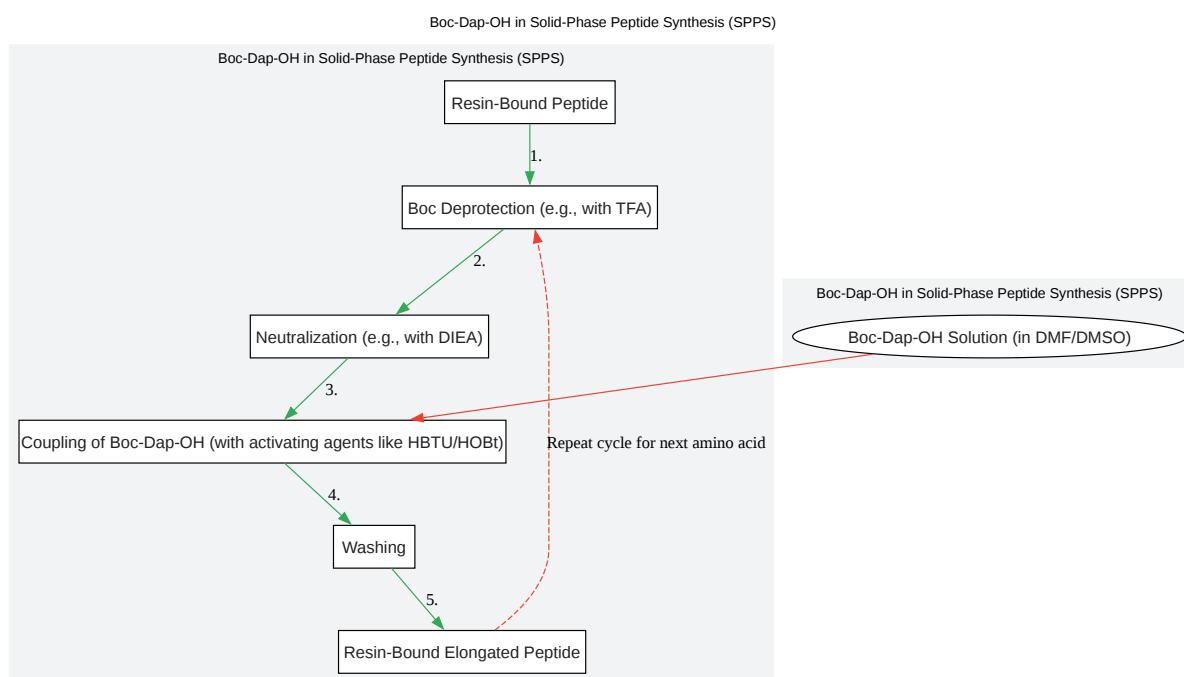 Boc-Dap-OH in Solid-Phase Peptide Synthesis (SPPS)
Boc-Dap-OH in Solid-Phase Peptide Synthesis (SPPS)
Resin-Bound Peptide
1.
Boc Deprotection (e.g., with TFA)
2.
Boc-Dap-OH in Solid-Phase Peptide Synthesis (SPPS)
Boc-Dap-OH Solution (in DMF/DMSO)
Neutralization (e.g., with DIEA)
3.
Coupling of Boc-Dap-OH (with activating agents like HBTU/HOBt)
Repeat cycle for next amino acid
4.
Washing
5.
Resin-Bound Elongated Peptide